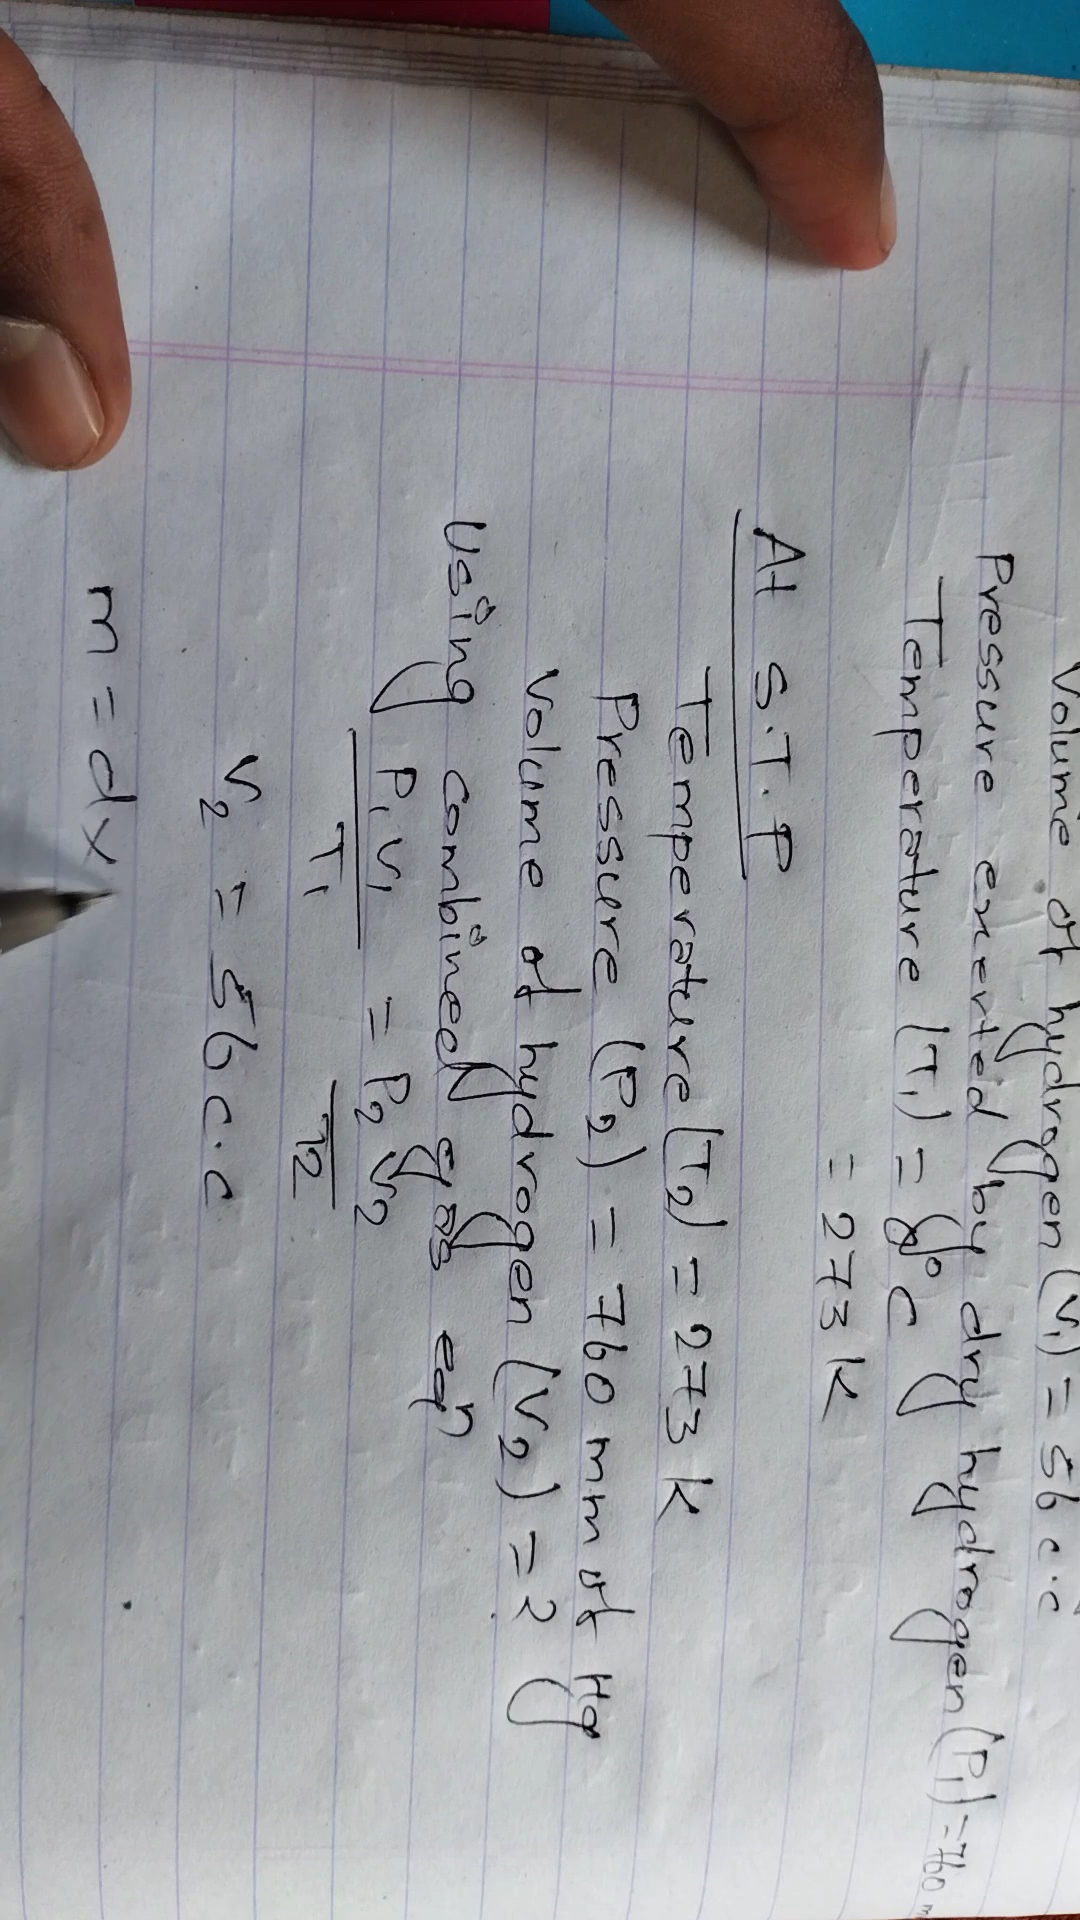 Volume of hydrogen (V1) = 56 c.c
Pressure exerted by dry hydrogen (P1) = 760 m
Temperature (T1) = 0°C
= 273 K
At S.T.P
Temperature (T2) = 273 K
Pressure (P2) = 760 mm of Hg
Volume of hydrogen (V2) = ?
Using combined gas eqn
P1V1 = P2V2
T1 T2
V2 = 56 c.c
m = d x